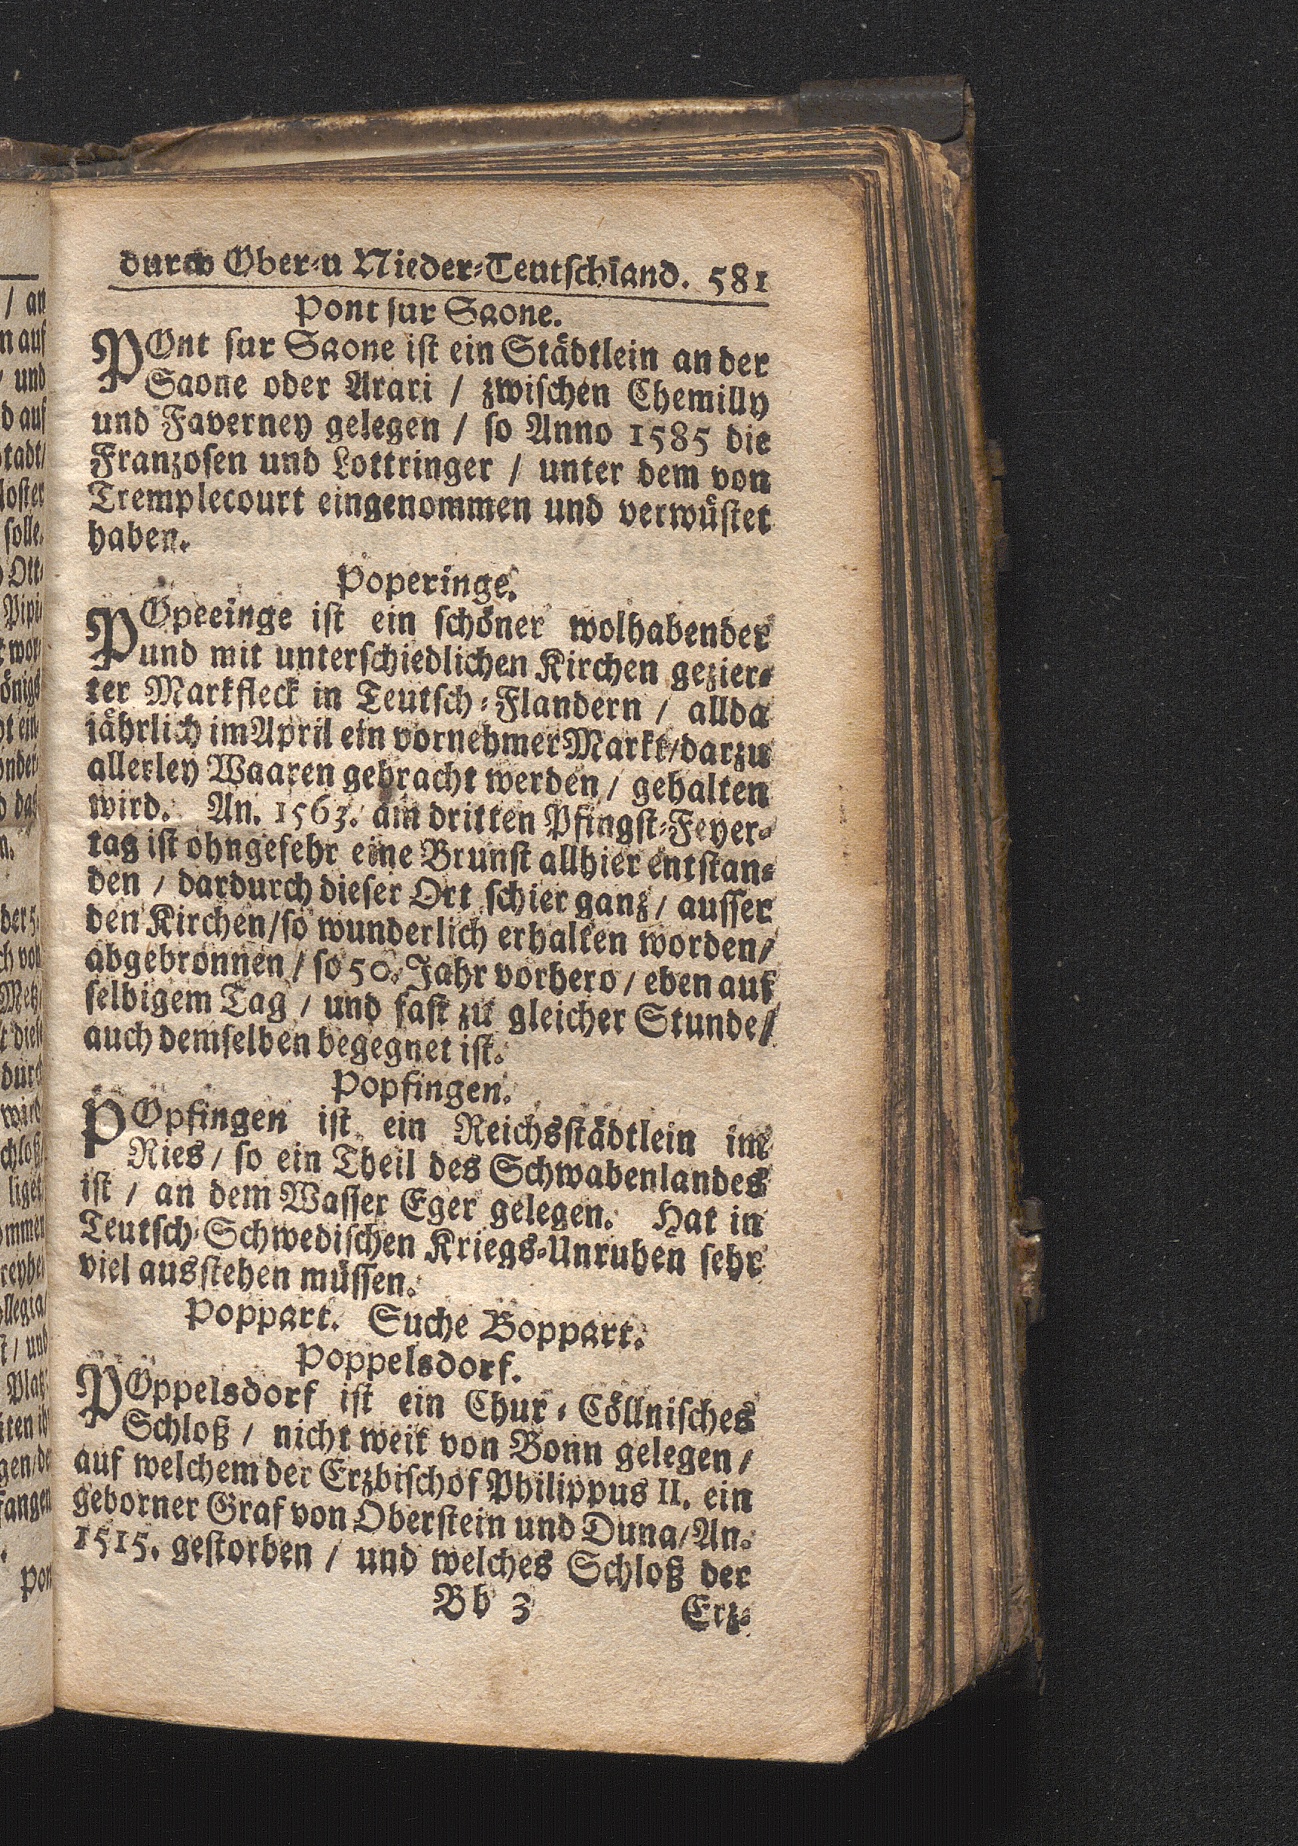 durch Ober-u Nieder-Teutschland. 581
Pont sur Saone.
POnt sur Saone ist ein Städtlein an der
Saone oder Arari / zwischen Chemilly
und Faverney gelegen / so Anno 1585 die
Franzosen und Lottringer / unter dem von
Tremplecourt eingenommen und verwüstet
haben.
Poperinge.
POpeeinge ist ein schöner wolhabender
und mit unterschiedlichen Kirchen gezier-
ter Markfleck in Teutsch-Flandern / allda
jährlich im April ein vornehmer Markt/darzu
allerley Waaren gebracht werden / gehalten
wird. An. 1563. am dritten Pfingst-Feyer-
tag ist ohngefehr eine Brunst allhier entstan-
den / dardurch dieser Ort schier ganz / ausser
den Kirchen/so wunderlich erhalten worden/
abgebronnen / so 50. Jahr vorhero / eben auf
selbigem Tag / und fast zu gleicher Stunde/
auch demselben begegnet ist.
Popfingen.
POpfingen ist ein Reichsstädtlein im
Ries / so ein Theil des Schwabenlandes
ist / an dem Wasser Eger gelegen. Hat in
Teutsch-Schwedischen Kriegs-Unruhen sehr
viel ausstehen müssen.
Poppart. Suche Boppart.
Poppelsdorf.
POppelsdorf ist ein Chur-Cöllnisches
Schloß / nicht weit von Bonn gelegen /
auf welchem der Erzbischof Philippus II. ein
geborner Graf von Oberstein und Duna/An.
1515. gestorben / und welches Schloß der
Bb 3 Erz-